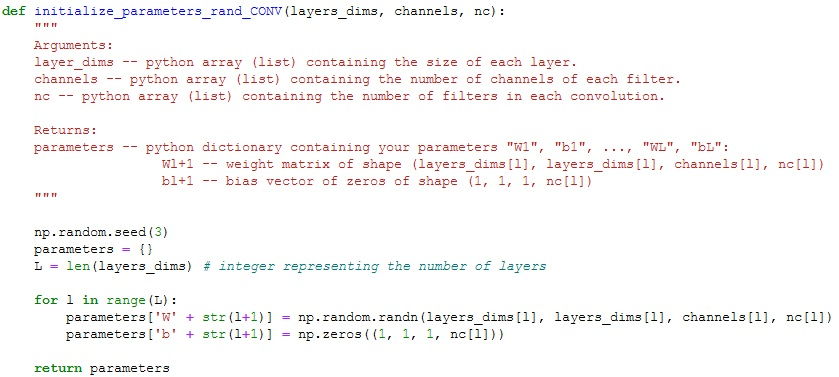 def initialize_parameters_rand_CONV(layers_dims, channels, nc):
    """
    Arguments:
    layer_dims -- python array (list) containing the size of each layer.
    channels -- python array (list) containing the number of channels of each filter.
    nc -- python array (list) containing the number of filters in each convolution.

    Returns:
    parameters -- python dictionary containing your parameters "W1", "b1", ..., "WL", "bL":
                    Wl+1 -- weight matrix of shape (layers_dims[l], layers_dims[l], channels[l], nc[l])
                    bl+1 -- bias vector of zeros of shape (1, 1, 1, nc[l])
    """

    np.random.seed(3)
    parameters = {}
    L = len(layers_dims) # integer representing the number of layers

    for l in range(L):
        parameters['W' + str(l+1)] = np.random.randn(layers_dims[l], layers_dims[l], channels[l], nc[l])
        parameters['b' + str(l+1)] = np.zeros((1, 1, 1, nc[l]))

    return parameters